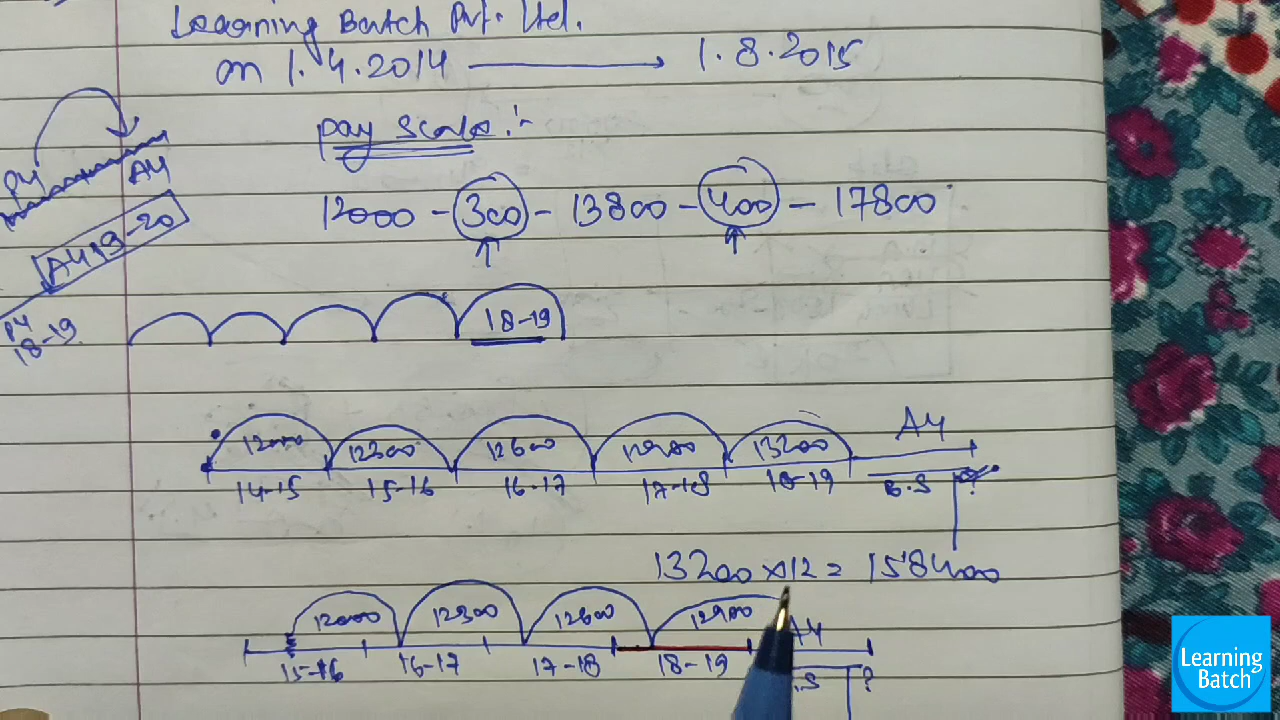 Learning Batch Pvt. Ltd.
on 1.4.2014 → 1.8.2015
pay scale :-
PY AY
AY 19-20
PY
18-19
12000 - 300 - 13800 - 400 - 17800
18-19
12000 12300 12600 12900 13200 AY
14-15 15-16 16-17 17-18 18-19 B.S ?
13200 x 12 = 158400
12000 12300 12600 12900 AY
15-16 16-17 17-18 18-19 .S ?
Learning
Batch